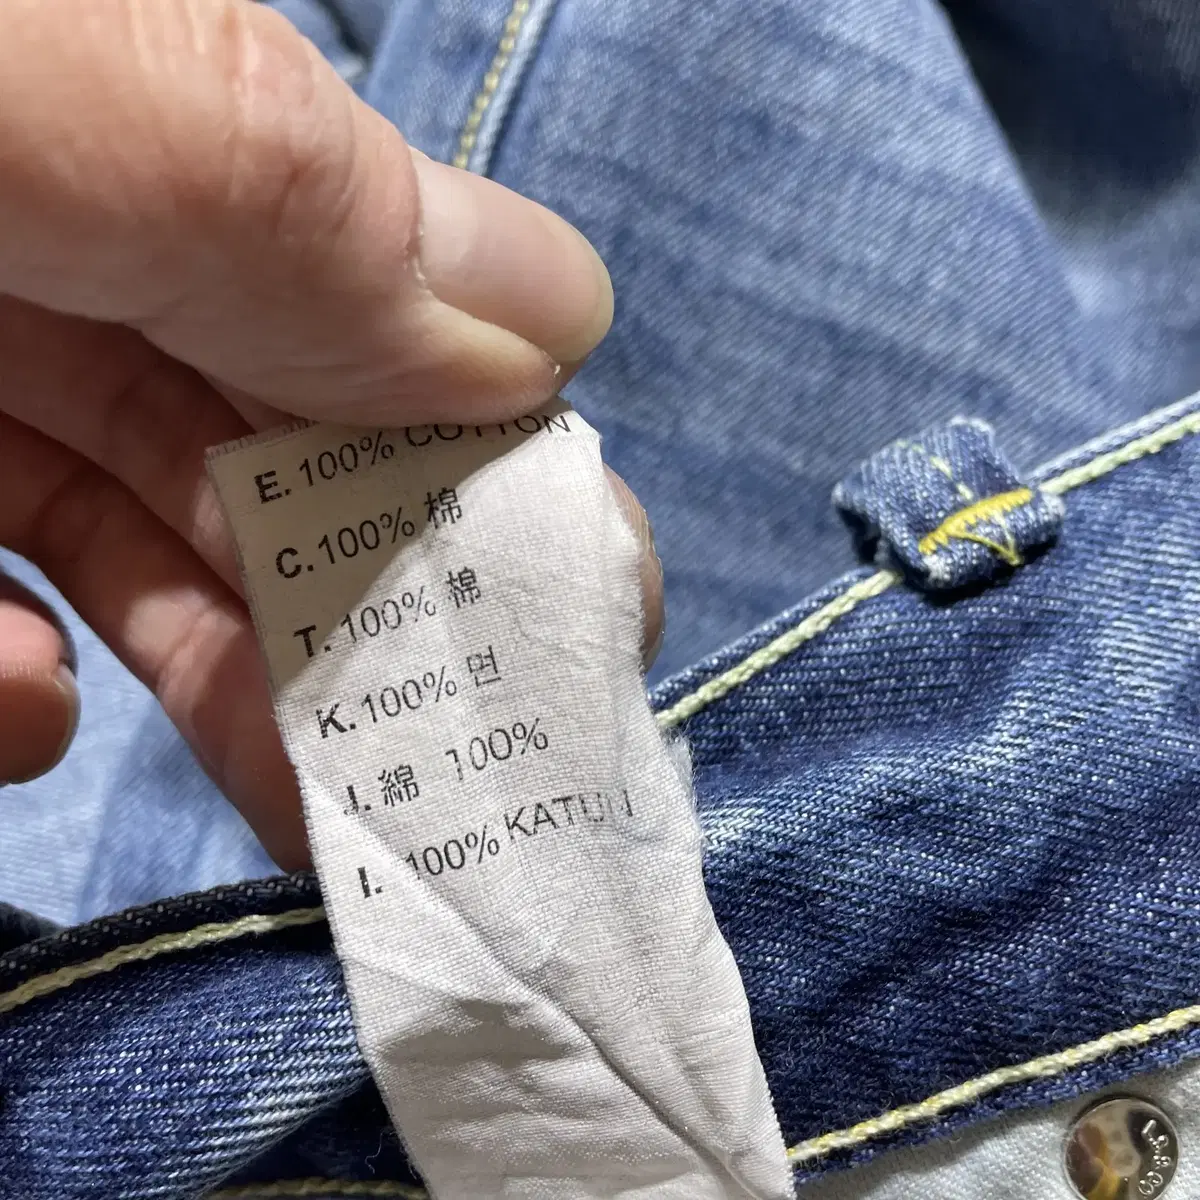 E. 100% COTTON
C. 100% 棉
T. 100% 棉
K. 100% 면
J. 綿 100%
I. 100% KATUN